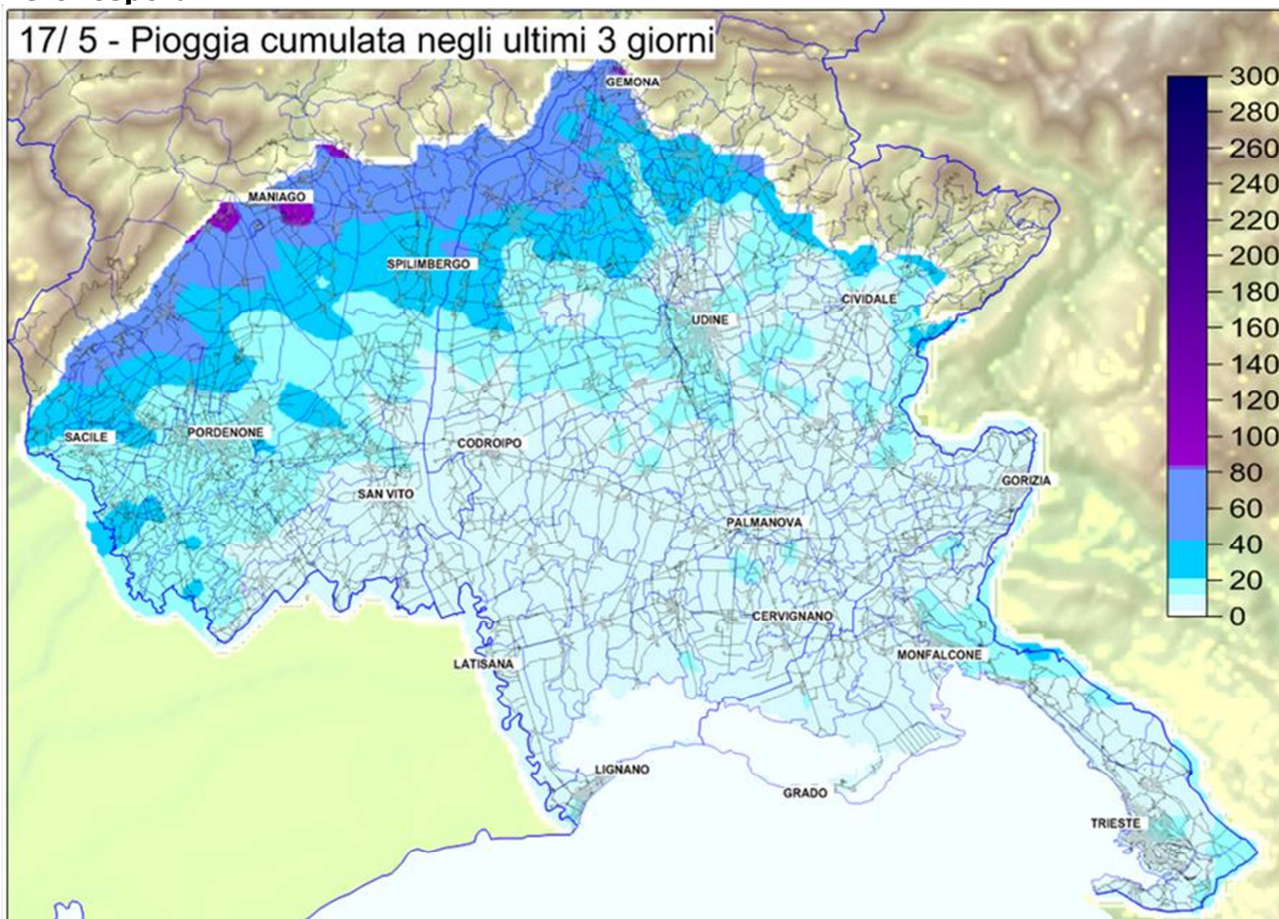 17/ 5 - Pioggia cumulata negli ultimi 3 giorni
GEMONA
MANIAGO
SPILIMBERGO
CIVIDALE
UDINE
SACILE
PORDENONE
CODROIPO
SAN VITO
GORIZIA
PALMANOVA
CERVIGNANO
LATISANA
MONFALCONE
LIGNANO
GRADO
TRIESTE
300
280
260
240
220
200
180
160
140
120
100
80
60
40
20
0